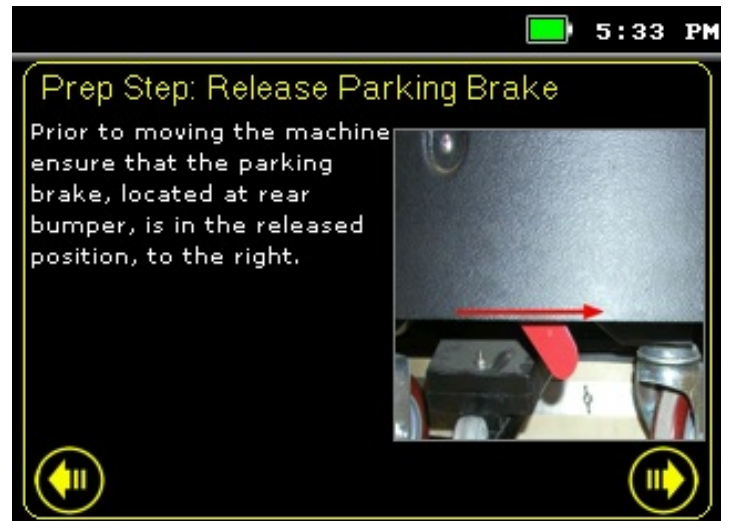 5:33 PM
Prep Step: Release Parking Brake
Prior to moving the machine
ensure that the parking
brake, located at rear
bumper, is in the released
position, to the right.